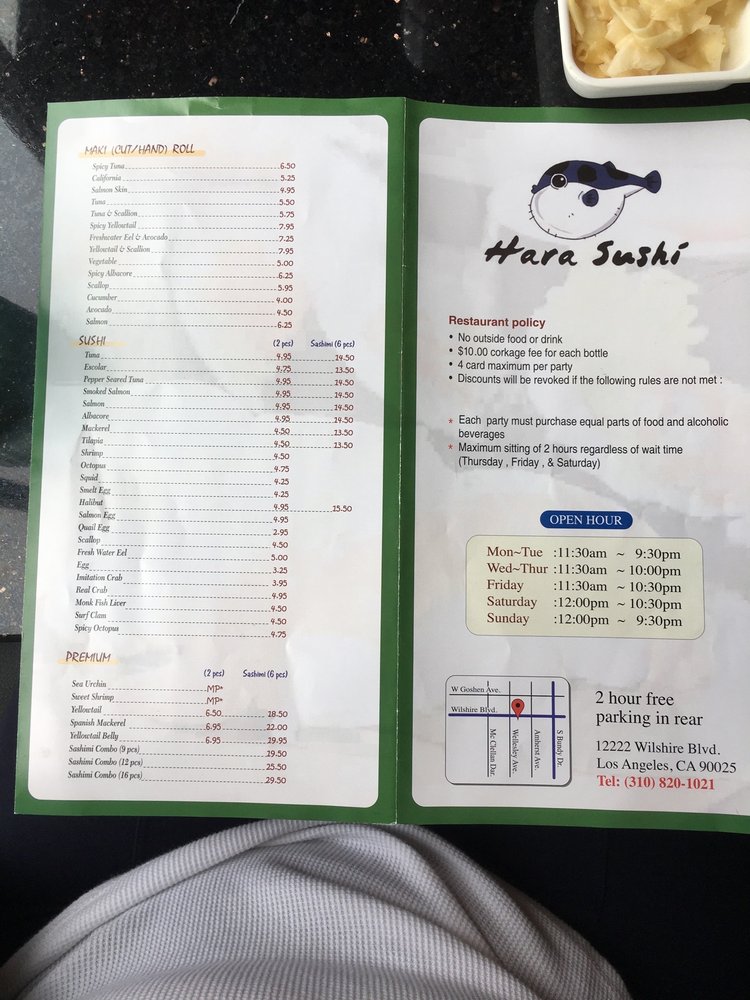 MAKI (CUT/HAND) ROLL
Spicy Tuna 6.50
California 5.25
Salmon Skin 4.95
Tuna 5.50
Tuna & Scallion 5.75
Spicy Yellowtail 7.95
Freshwater Eel & Avocado 7.25
Yellowtail & Scallion 7.95
Vegetable 5.00
Spicy Albacore 6.25
Scallop 5.95
Cucumber 4.00
Avocado 4.50
Salmon 6.25
SUSHI (2 pcs) Sashimi (6 pcs)
Tuna 4.95 14.50
Escolar 4.75 13.50
Pepper Seared Tuna 4.95 14.50
Smoked Salmon 4.95 14.50
Salmon 4.95 14.50
Albacore 4.95 14.50
Mackerel 4.50 13.50
Tilapia 4.50 13.50
Shrimp 4.50
Octopus 4.75
Squid 4.25
Smelt Egg 4.25
Halibut 4.95 15.50
Salmon Egg 4.95
Quail Egg 2.95
Scallop 4.50
Fresh Water Eel 5.00
Egg 3.25
Imitation Crab 3.95
Real Crab 4.95
Monk Fish Liver 4.50
Surf Clam 4.50
Spicy Octopus 4.75
PREMIUM
(2 pcs) Sashimi (6 pcs)
Sea Urchin MP*
Sweet Shrimp MP*
Yellowtail 6.50 18.50
Spanish Mackerel 6.95 22.00
Yellowtail Belly 6.95 19.95
Sashimi Combo (9 pcs) 19.50
Sashimi Combo (12 pcs) 25.50
Sashimi Combo (16 pcs) 29.50
Hara Sushi
Restaurant policy
• No outside food or drink
• $10.00 corkage fee for each bottle
• 4 card maximum per party
• Discounts will be revoked if the following rules are not met :
* Each party must purchase equal parts of food and alcoholic
beverages
* Maximum sitting of 2 hours regardless of wait time
(Thursday , Friday , & Saturday)
OPEN HOUR
Mon~Tue :11:30am ~ 9:30pm
Wed~Thur :11:30am ~ 10:00pm
Friday :11:30am ~ 10:30pm
Saturday :12:00pm ~ 10:30pm
Sunday :12:00pm ~ 9:30pm
W Goshen Ave.
Wilshire Blvd.
Mc Clellan Dar.
Wellesley Ave.
Amherst Ave.
S Bundy Dr.
2 hour free
parking in rear
12222 Wilshire Blvd.
Los Angeles, CA 90025
Tel: (310) 820-1021